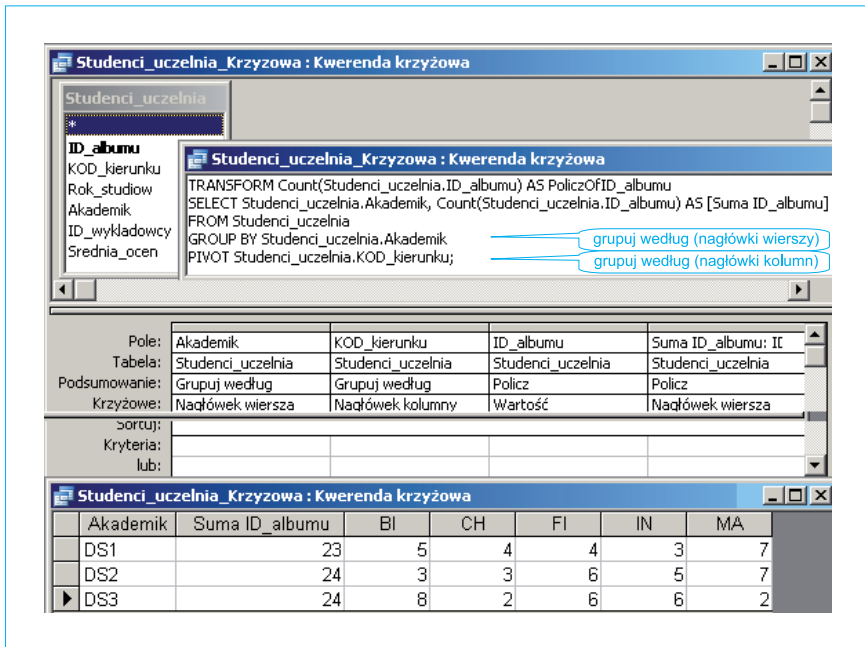 Studenci_uczelnia_Krzyzowa : Kwerenda krzyżowa
Studenci_uczelnia
*
ID_albumu
KOD_kierunku
Rok_studiow
Akademik
ID_wykladowcy
Srednia_ocen
Studenci_uczelnia_Krzyzowa : Kwerenda krzyżowa
TRANSFORM Count(Studenci_uczelnia.ID_albumu) AS PoliczOfID_albumu
SELECT Studenci_uczelnia.Akademik, Count(Studenci_uczelnia.ID_albumu) AS [Suma ID_albumu]
FROM Studenci_uczelnia
GROUP BY Studenci_uczelnia.Akademik
grupuj według (nagłówki wierszy)
PIVOT Studenci_uczelnia.KOD_kierunku;
grupuj według (nagłówki kolumn)
Pole: Akademik KOD_kierunku ID_albumu Suma ID_albumu: ID
Tabela: Studenci_uczelnia Studenci_uczelnia Studenci_uczelnia Studenci_uczelnia
Podsumowanie: Grupuj według Grupuj według Policz Policz
Krzyżowe: Nagłówek wiersza Nagłówek kolumny Wartość Nagłówek wiersza
Sortuj:
Kryteria:
lub:
Studenci_uczelnia_Krzyzowa : Kwerenda krzyżowa
Akademik Suma ID_albumu BI CH FI IN MA
DS1 23 5 4 4 3 7
DS2 24 3 3 6 5 7
DS3 24 8 2 6 6 2